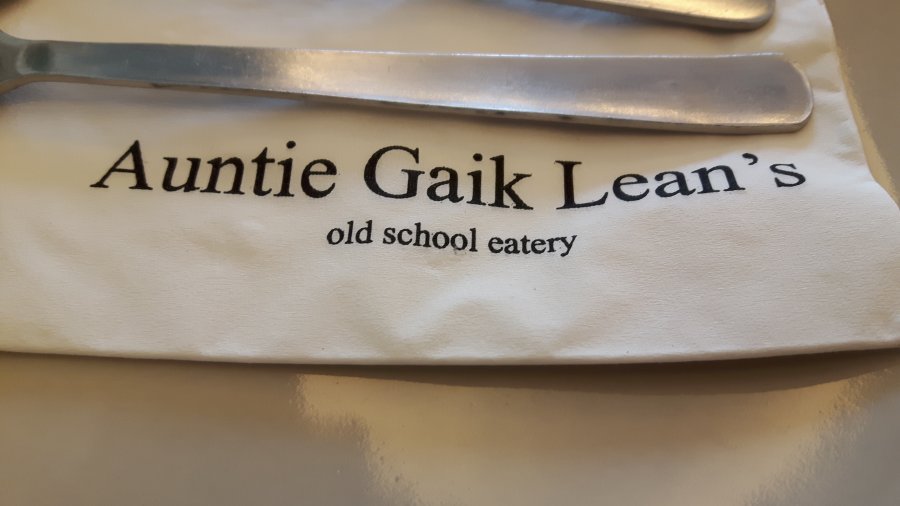 Auntie Gaik Lean's
old school eatery